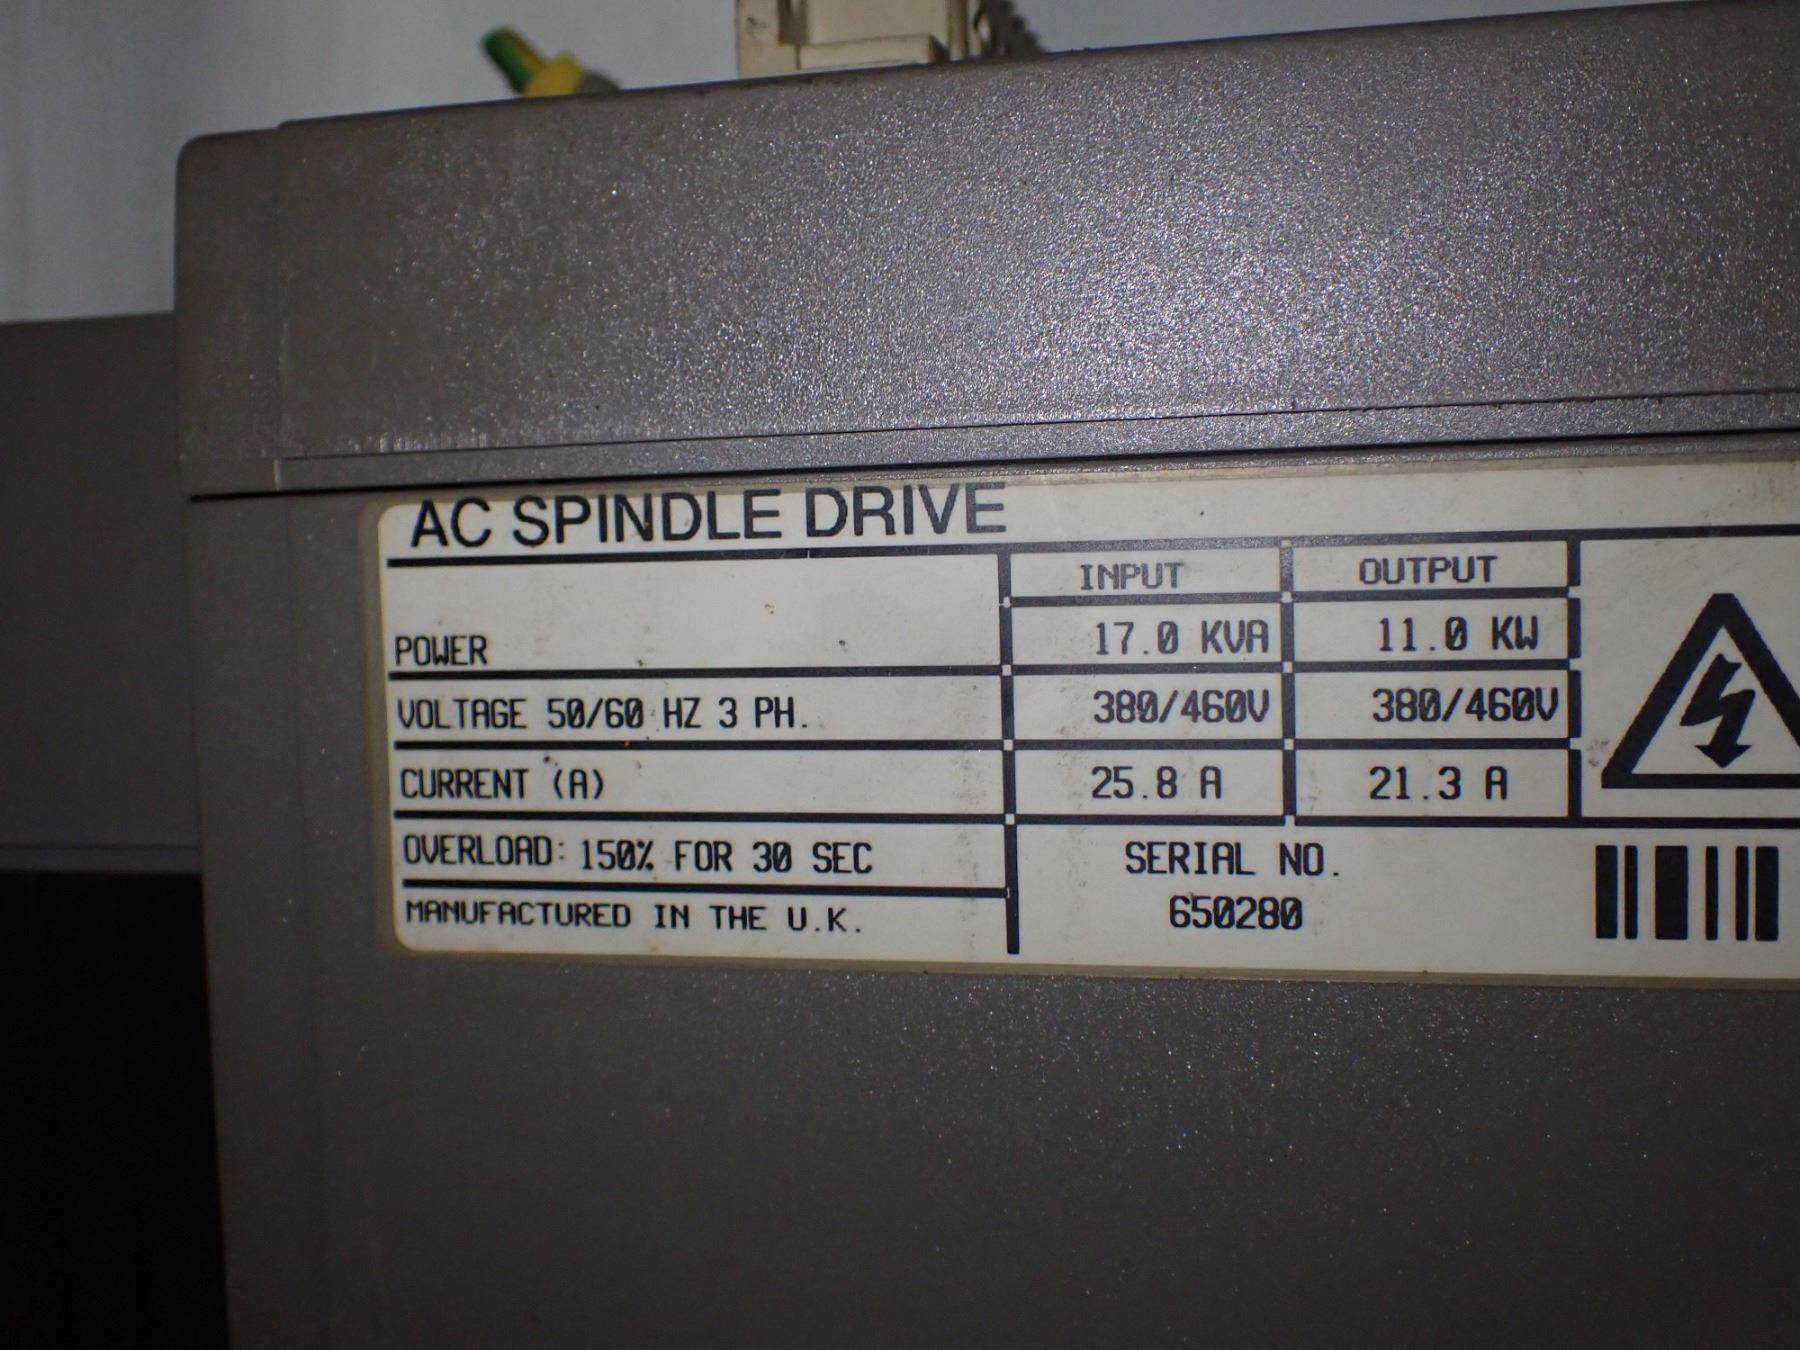 AC SPINDLE DRIVE
INPUT OUTPUT
POWER 17.0 KVA 11.0 KW
VOLTAGE 50/60 HZ 3 PH. 380/460V 380/460V
CURRENT (A) 25.8 A 21.3 A
OVERLOAD: 150% FOR 30 SEC SERIAL NO.
MANUFACTURED IN THE U.K. 650280